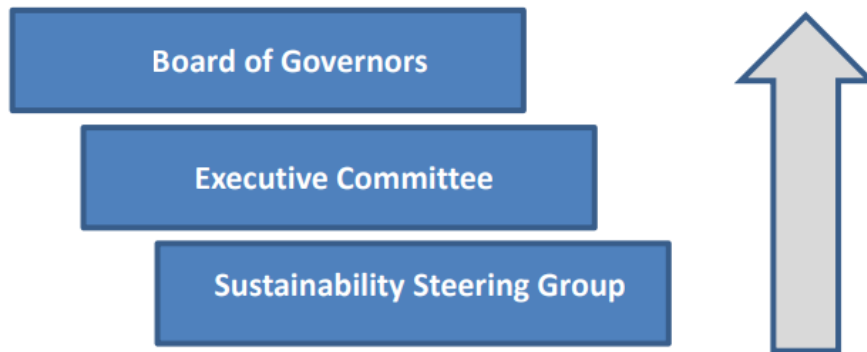 Board of Governors
Executive Committee
Sustainability Steering Group